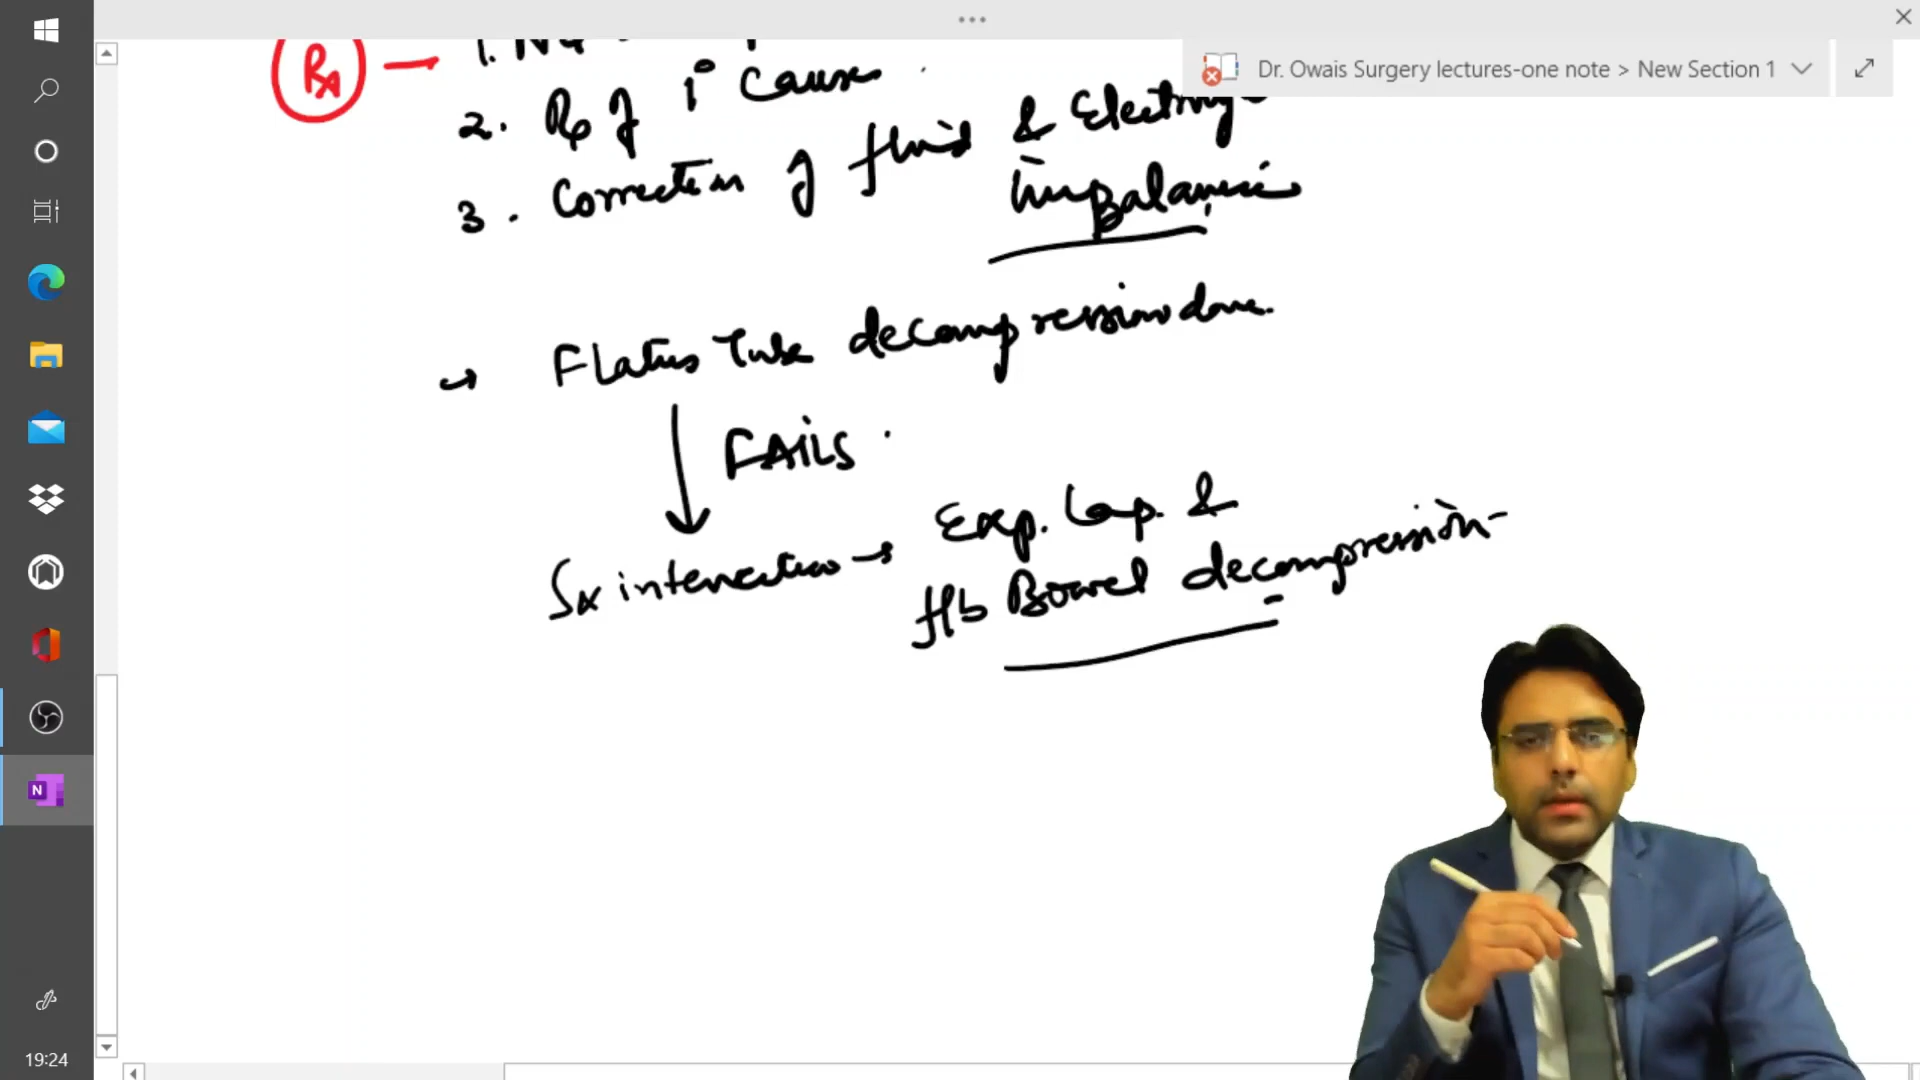 Dr. Owais Surgery lectures-one note > New Section 1
Rx
1.
2. Rx of 1° Cause
3. Correction of fluid &
imbalance
→ Flatus Tube decompression done.
FAILS
Sx intervention → Exp. Lap. &
f/b Bowel decompression
N
19:24